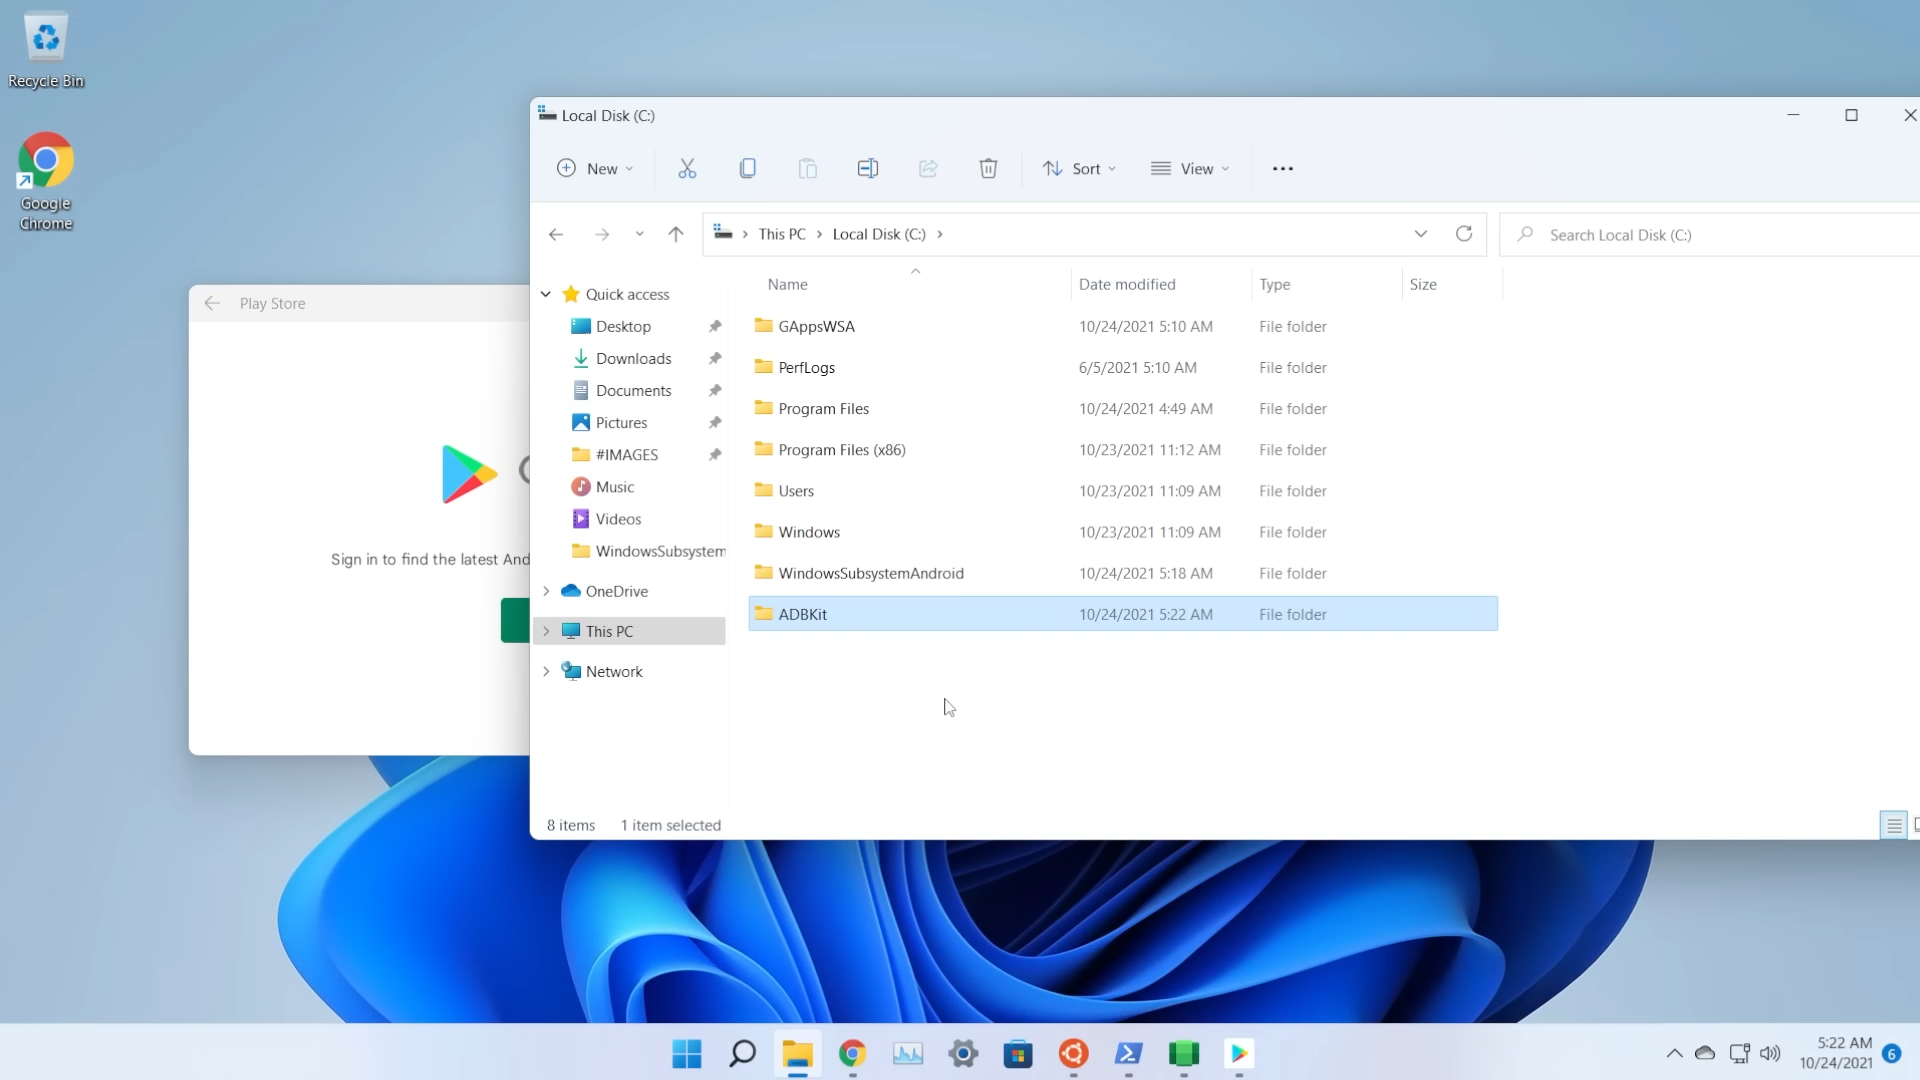 Recycle Bin
Google
Chrome
Play Store
Sign in to find the latest And
Local Disk (C:)
New
Sort
View
This PC
Local Disk (C:)
Search Local Disk (C:)
Quick access
Desktop
Downloads
Documents
Pictures
#IMAGES
Music
Videos
WindowsSubsystem
OneDrive
This PC
Network
Name Date modified Type Size
GAppsWSA 10/24/2021 5:10 AM File folder
PerfLogs 6/5/2021 5:10 AM File folder
Program Files 10/24/2021 4:49 AM File folder
Program Files (x86) 10/23/2021 11:12 AM File folder
Users 10/23/2021 11:09 AM File folder
Windows 10/23/2021 11:09 AM File folder
WindowsSubsystemAndroid 10/24/2021 5:18 AM File folder
ADBKit 10/24/2021 5:22 AM File folder
8 items 1 item selected
5:22 AM
10/24/2021
6